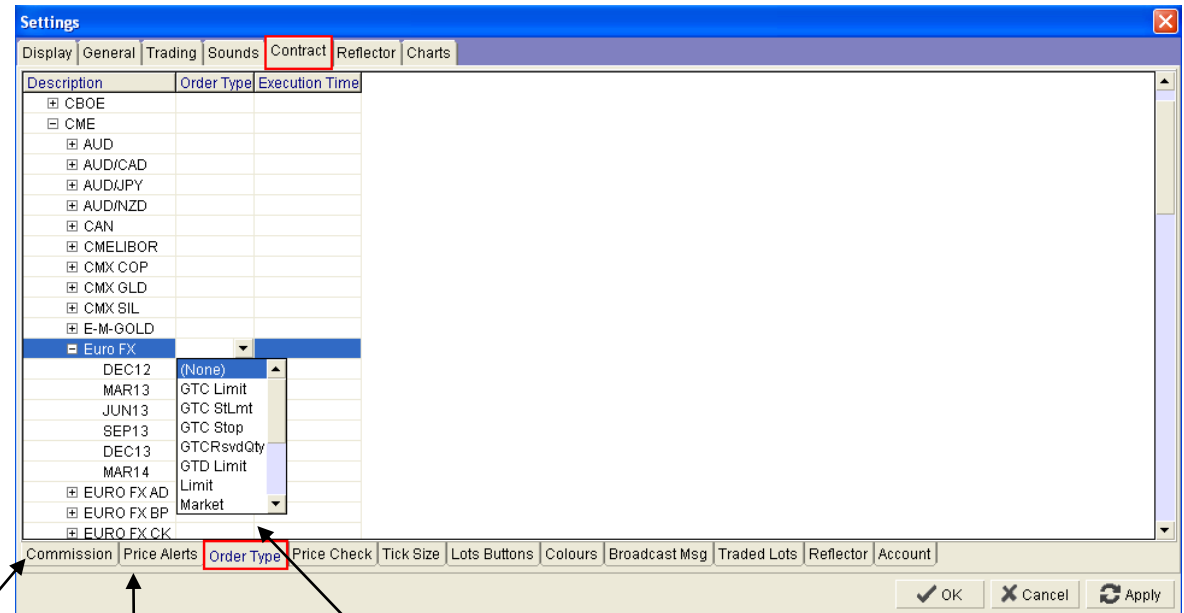 Settings
Display General Trading Sounds Contract Reflector Charts
Description Order Type Execution Time
CBOE
CME
AUD
AUD/CAD
AUD/JPY
AUD/NZD
CAN
CMELIBOR
CMX COP
CMX GLD
CMX SIL
E-M-GOLD
Euro FX
DEC12 (None)
MAR13 GTC Limit
JUN13 GTC StLmt
SEP13 GTC Stop
DEC13 GTCRsvdQty
MAR14 GTD Limit
EURO FX AD Limit
EURO FX BP Market
EURO FX CK
Commission Price Alerts Order Type Price Check Tick Size Lots Buttons Colours Broadcast Msg Traded Lots Reflector Account
OK Cancel Apply